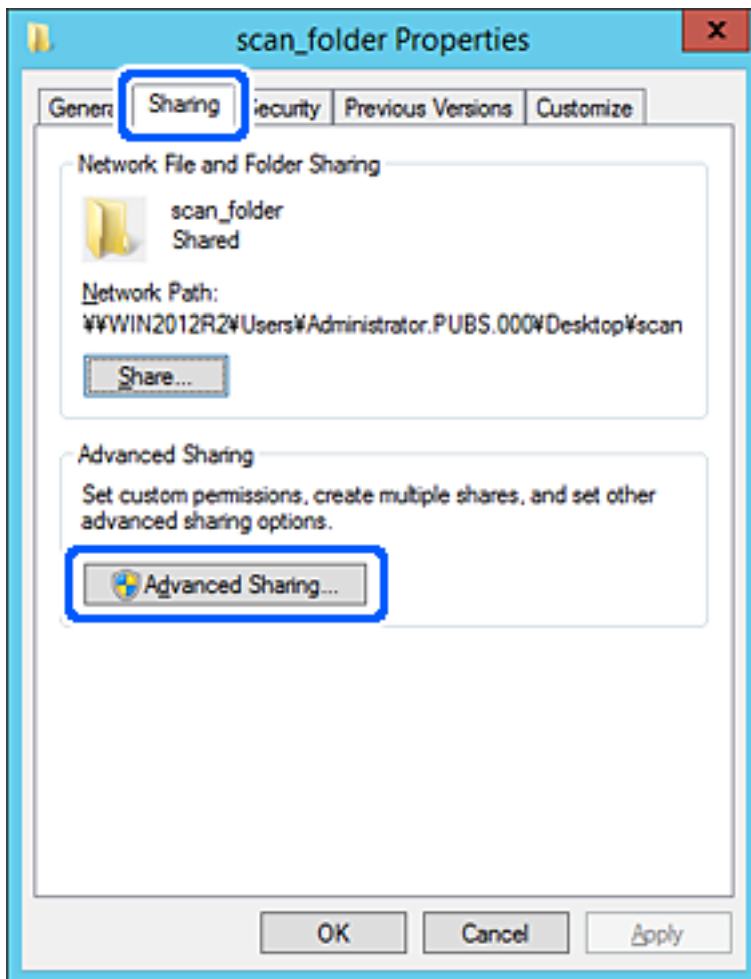 scan_folder Properties
x
Genera Sharing Security Previous Versions Customize
Network File and Folder Sharing
scan_folder
Shared
Network Path:
¥¥WIN2012R2¥Users¥Administrator.PUBS.000¥Desktop¥scan
Share...
Advanced Sharing
Set custom permissions, create multiple shares, and set other
advanced sharing options.
Advanced Sharing...
OK Cancel Apply